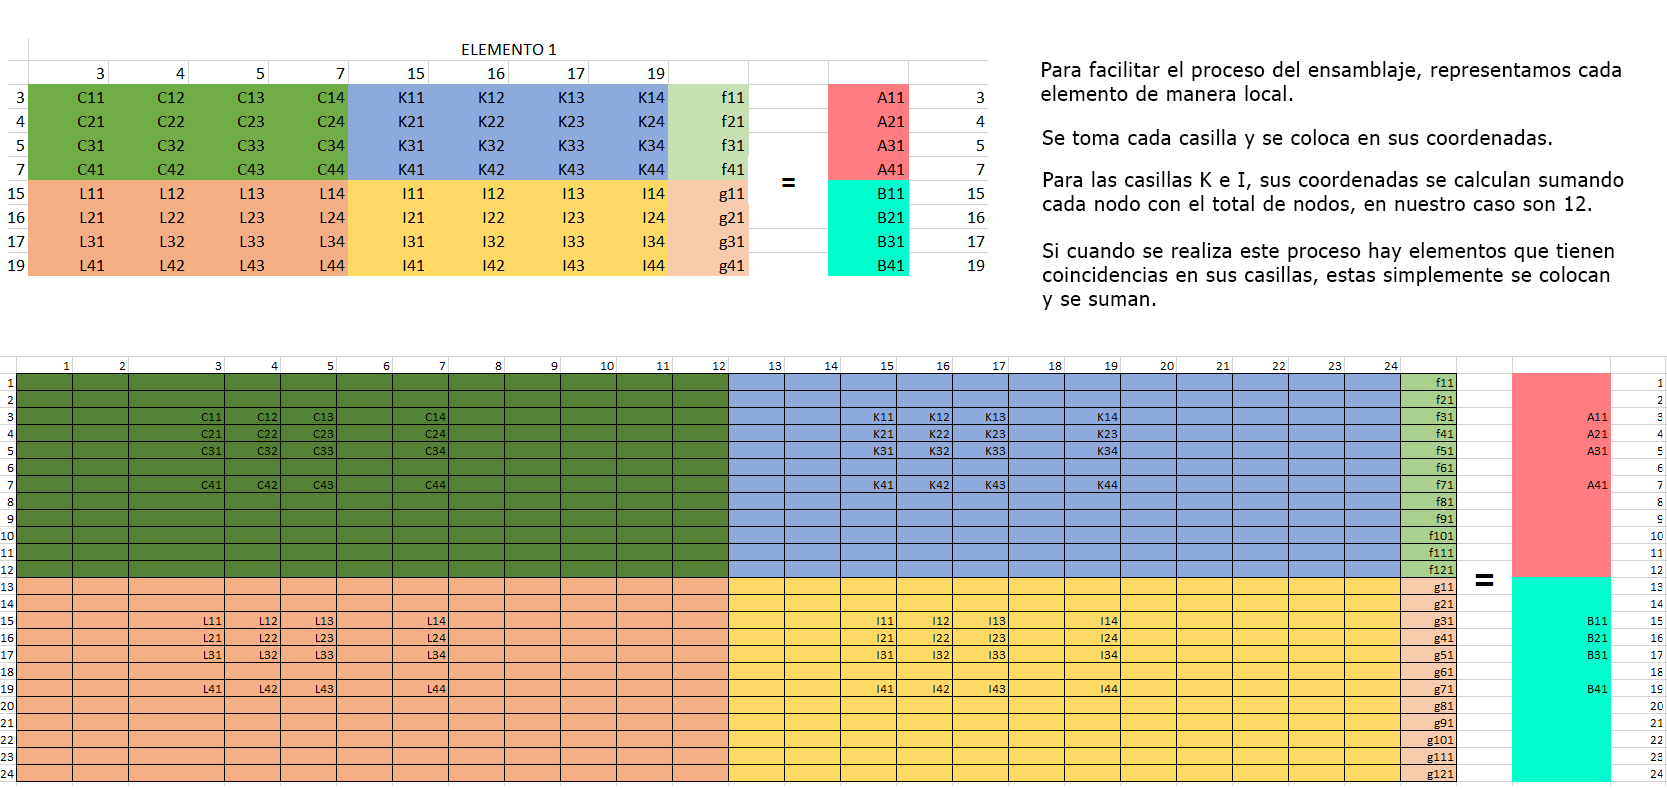 ELEMENTO 1
3 4 5 7 15 16 17 19
3 C11 C12 C13 C14 K11 K12 K13 K14 f11 A11 3
4 C21 C22 C23 C24 K21 K22 K23 K24 f21 A21 4
5 C31 C32 C33 C34 K31 K32 K33 K34 f31 A31 5
7 C41 C42 C43 C44 K41 K42 K43 K44 f41 = A41 7
15 L11 L12 L13 L14 I11 I12 I13 I14 g11 B11 15
16 L21 L22 L23 L24 I21 I22 I23 I24 g21 B21 16
17 L31 L32 L33 L34 I31 I32 I33 I34 g31 B31 17
19 L41 L42 L43 L44 I41 I42 I43 I44 g41 B41 19
Para facilitar el proceso del ensamblaje, representamos cada
elemento de manera local.
Se toma cada casilla y se coloca en sus coordenadas.
Para las casillas K e I, sus coordenadas se calculan sumando
cada nodo con el total de nodos, en nuestro caso son 12.
Si cuando se realiza este proceso hay elementos que tienen
coincidencias en sus casillas, estas simplemente se colocan
y se suman.
1 2 3 4 5 6 7 8 9 10 11 12 13 14 15 16 17 18 19 20 21 22 23 24
1 f11 1
2 f21 2
3 C11 C12 C13 C14 K11 K12 K13 K14 f31 A11 3
4 C21 C22 C23 C24 K21 K22 K23 K23 f41 A21 4
5 C31 C32 C33 C34 K31 K32 K33 K34 f51 A31 5
6 f61 6
7 C41 C42 C43 C44 K41 K42 K43 K44 f71 A41 7
8 f81 8
9 f91 9
10 f101 10
11 f111 11
12 f121 12
13 g11 = 13
14 g21 14
15 L11 L12 L13 L14 I11 I12 I13 I14 g31 B11 15
16 L21 L22 L23 L24 I21 I22 I23 I24 g41 B21 16
17 L31 L32 L33 L34 I31 I32 I33 I34 g51 B31 17
18 g61 18
19 L41 L42 L43 L44 I41 I42 I43 I44 g71 B41 19
20 g81 20
21 g91 21
22 g101 22
23 g111 23
24 g121 24